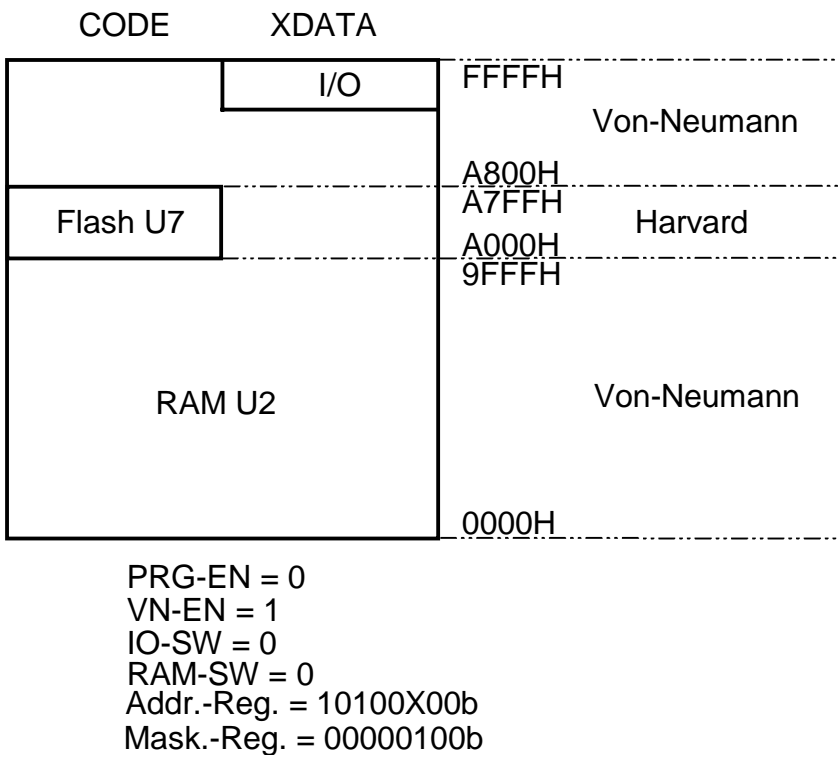 CODE XDATA
I/O FFFFH
Von-Neumann
A800H
A7FFH
Flash U7 Harvard
A000H
9FFFH
RAM U2 Von-Neumann
0000H
PRG-EN = 0
VN-EN = 1
IO-SW = 0
RAM-SW = 0
Addr.-Reg. = 10100X00b
Mask.-Reg. = 00000100b